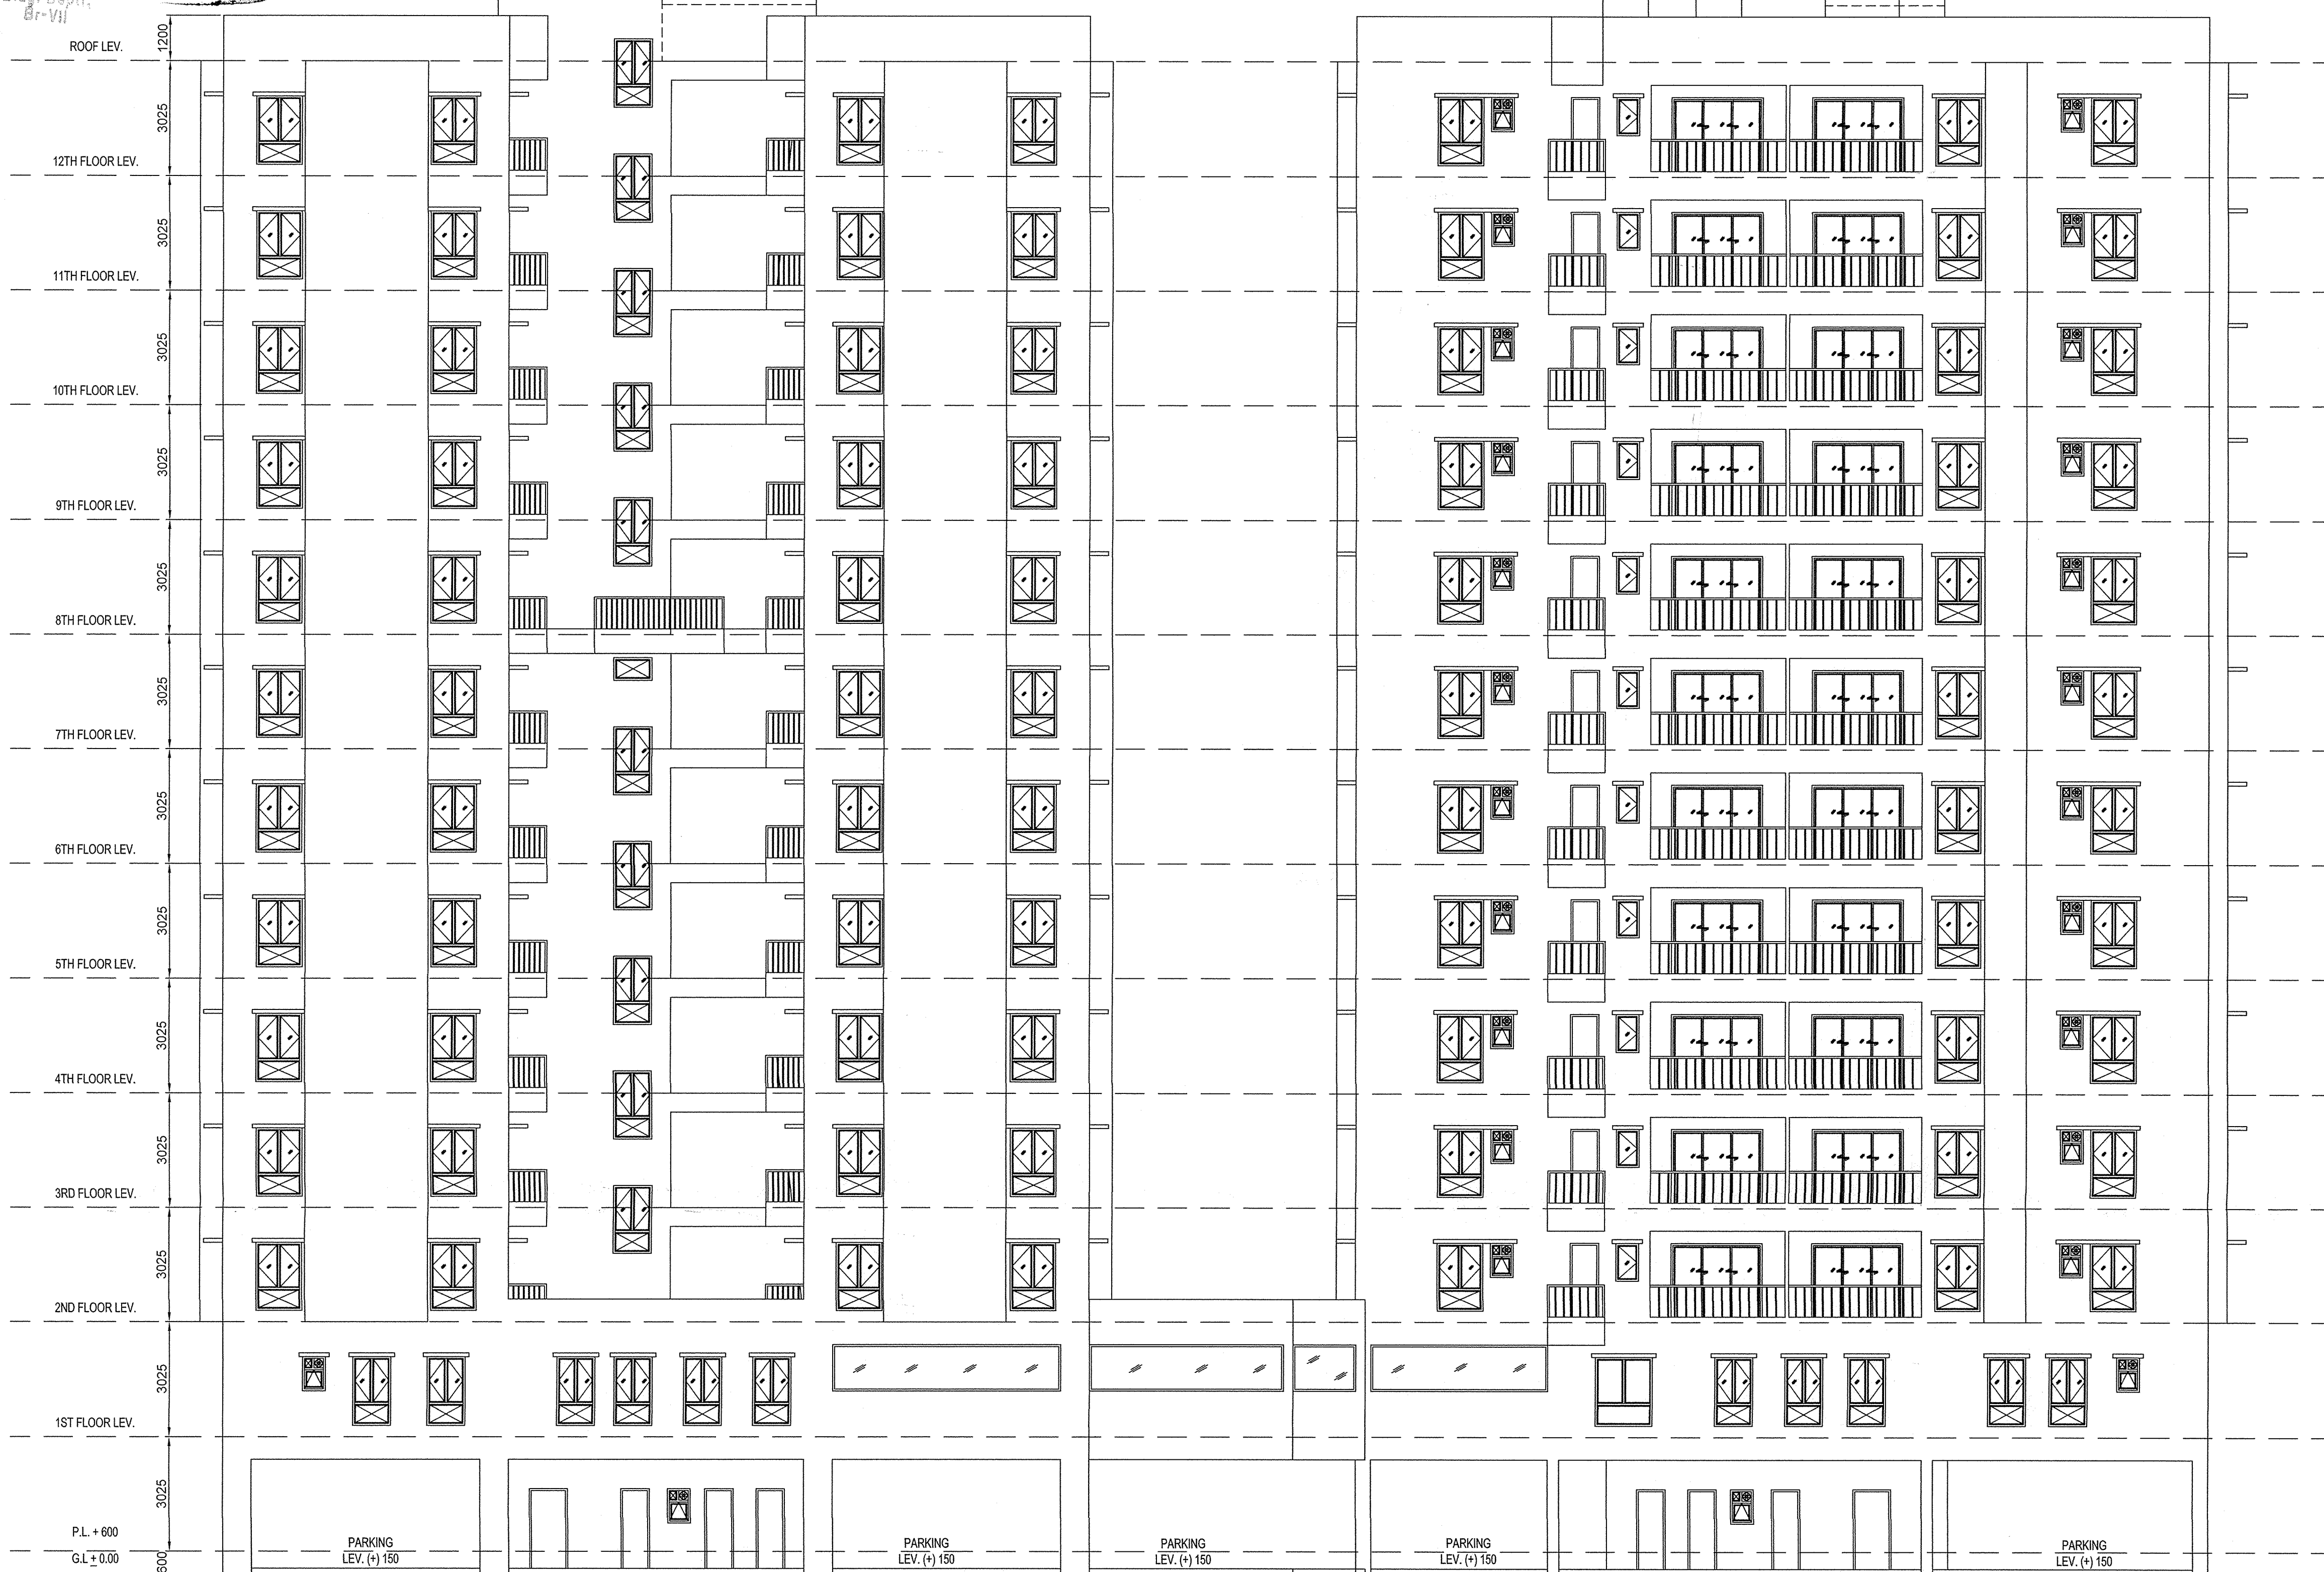 Br-VII
1200
ROOF LEV.
3025
12TH FLOOR LEV.
3025
11TH FLOOR LEV.
3025
10TH FLOOR LEV.
3025
9TH FLOOR LEV.
3025
8TH FLOOR LEV.
3025
7TH FLOOR LEV.
3025
6TH FLOOR LEV.
3025
5TH FLOOR LEV.
3025
4TH FLOOR LEV.
3025
3RD FLOOR LEV.
3025
2ND FLOOR LEV.
3025
1ST FLOOR LEV.
3025
P.L. + 600
G.L ± 0.00
600
PARKING
LEV. (+) 150
PARKING
LEV. (+) 150
PARKING
LEV. (+) 150
PARKING
LEV. (+) 150
PARKING
LEV. (+) 150